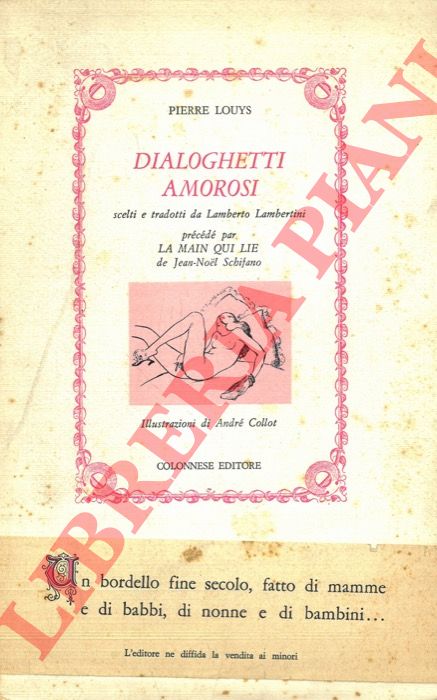 PIERRE LOUYS
DIALOGHETTI
AMOROSI
scelti e tradotti da Lamberto Lambertini
précédé par
LA MAIN QUI LIE
de Jean-Noël Schifano
Illustrazioni di André Collot
COLONNESE EDITORE
Un bordello fine secolo, fatto di mamme
e di babbi, di nonne e di bambini...
L'editore ne diffida la vendita ai minori
LIBRERIA PIANI